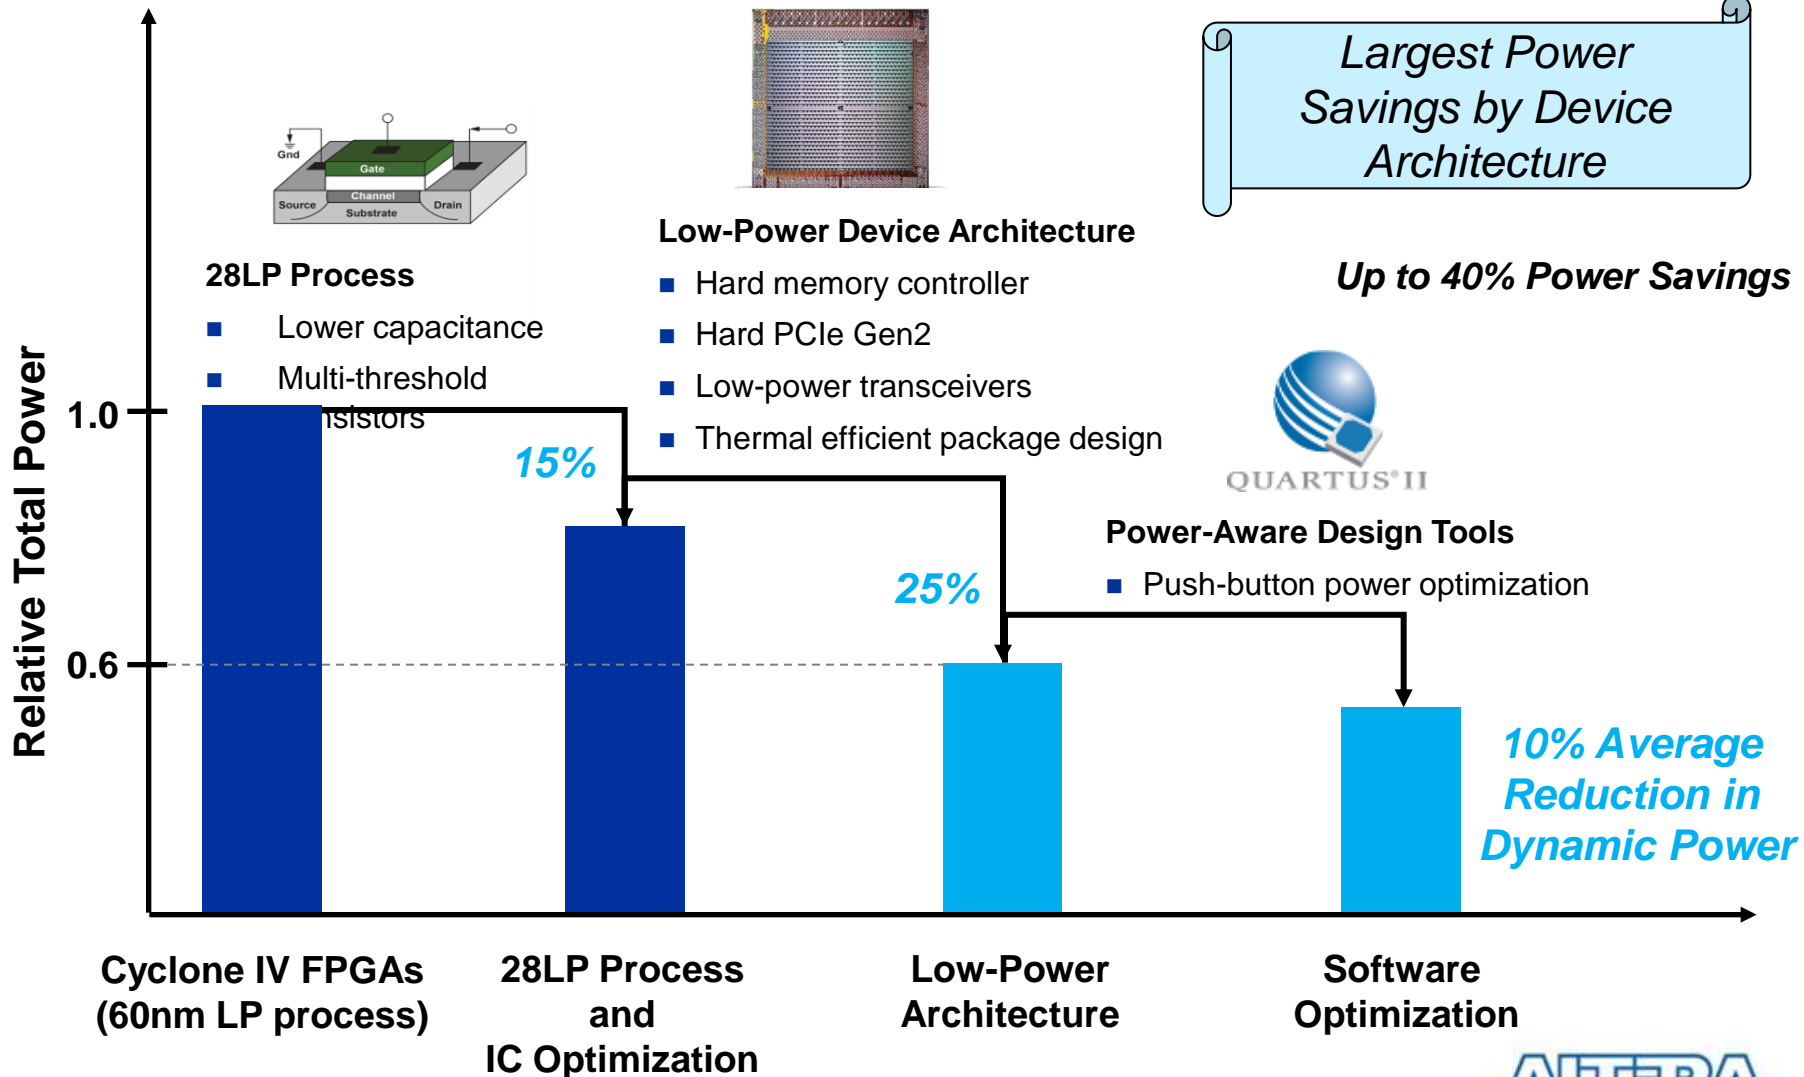 Largest Power
Savings by Device
Architecture
Gnd
Gate
Channel
Source
Substrate
Drain
Low-Power Device Architecture
Hard memory controller
Hard PCIe Gen2
Low-power transceivers
Thermal efficient package design
28LP Process
Lower capacitance
Multi-threshold
nsistors
Up to 40% Power Savings
QUARTUS®II
Power-Aware Design Tools
Push-button power optimization
Relative Total Power
1.0
0.6
15%
25%
10% Average
Reduction in
Dynamic Power
Cyclone IV FPGAs
(60nm LP process)
28LP Process
and
IC Optimization
Low-Power
Architecture
Software
Optimization
ALTERA